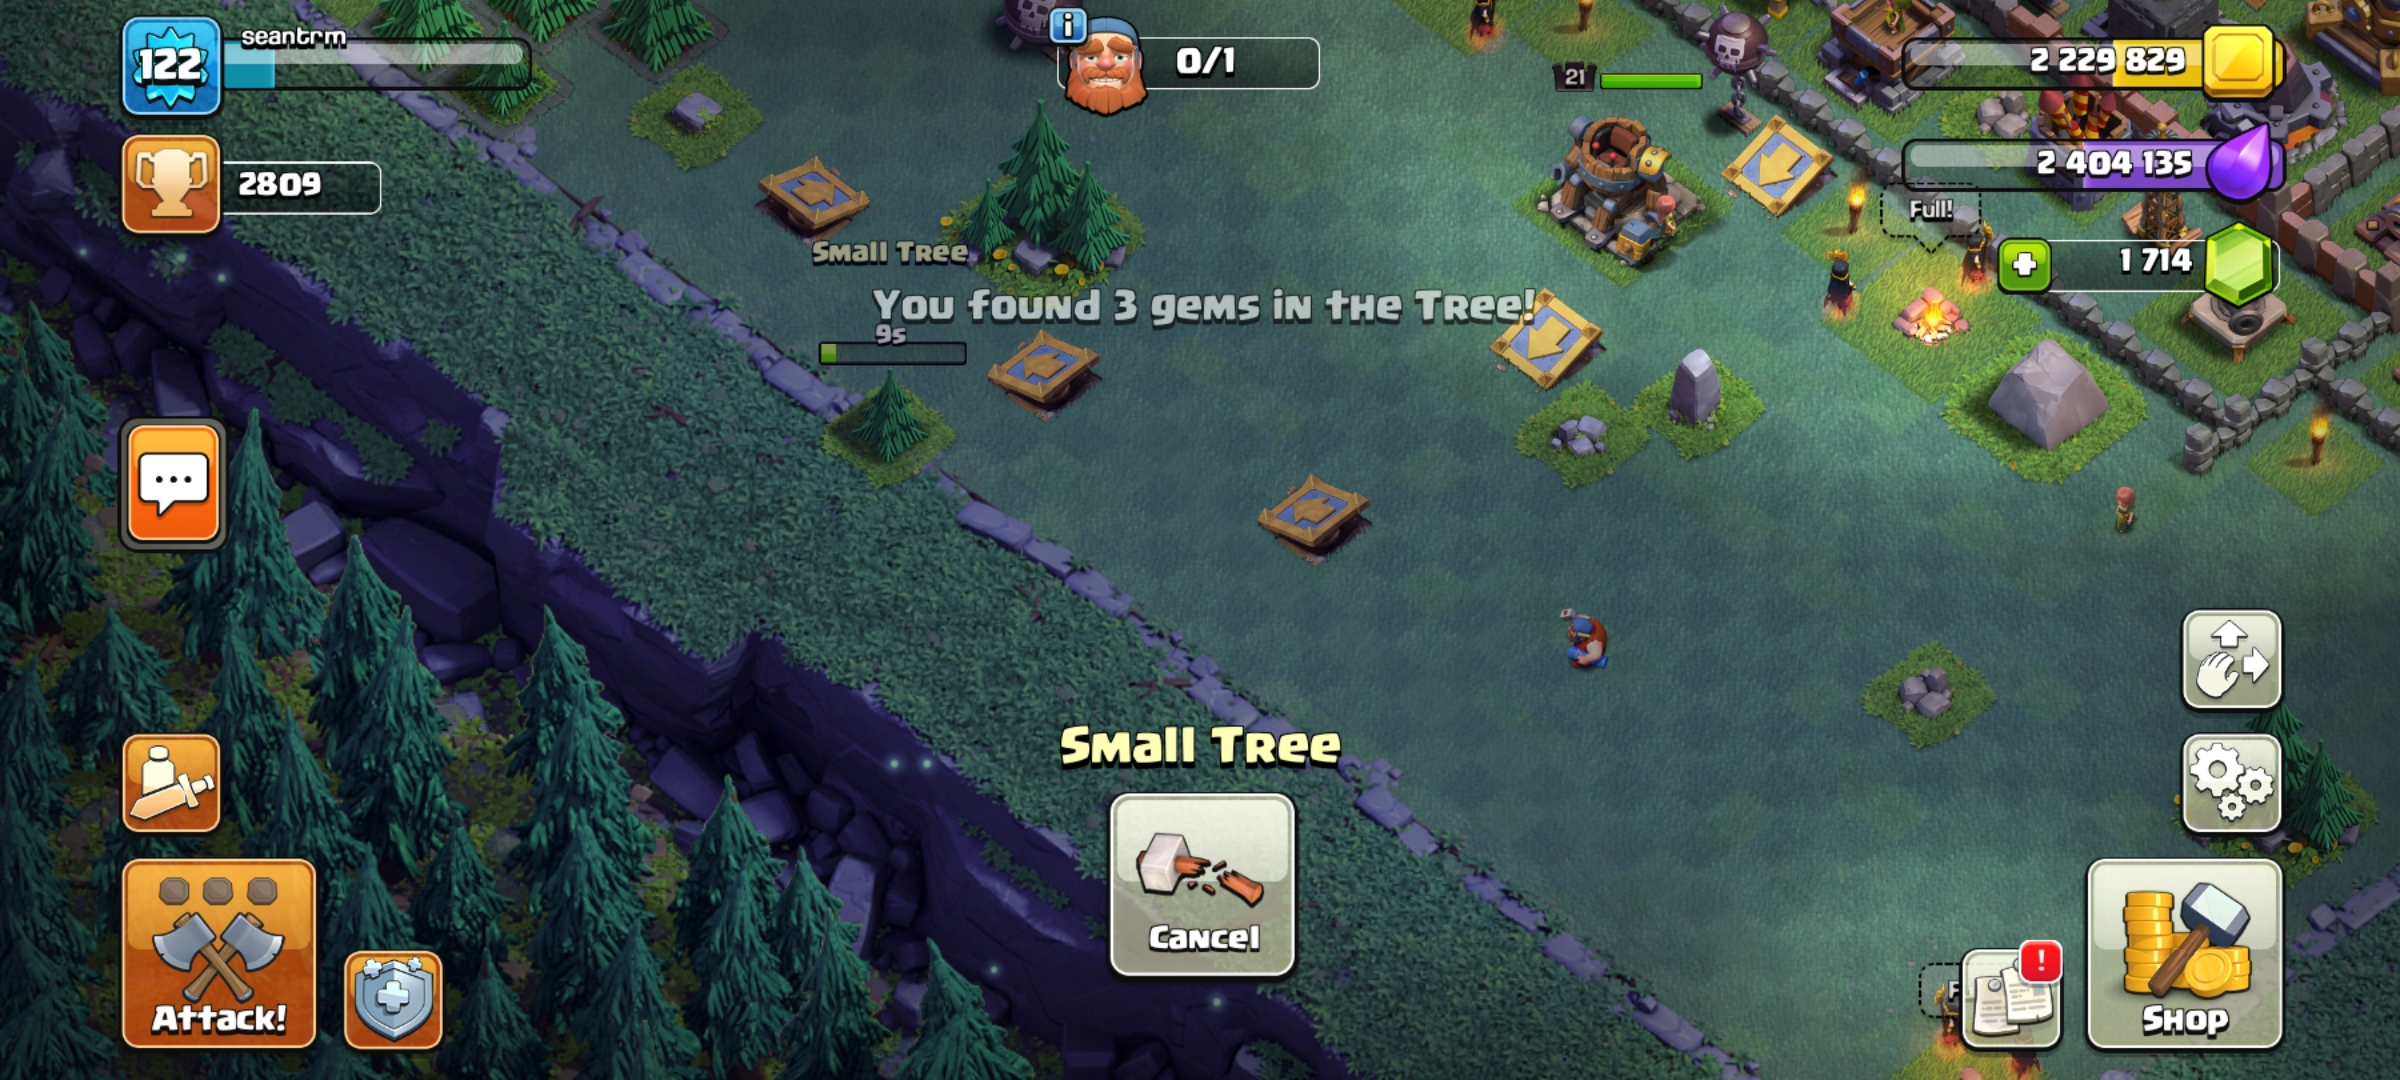 seantrm
122
0/1
2 229 829
21
2809
2 404 135
Full!
Small Tree
1 714
You found 3 gems in the Tree!
9s
Small Tree
Cancel
Attack!
Shop